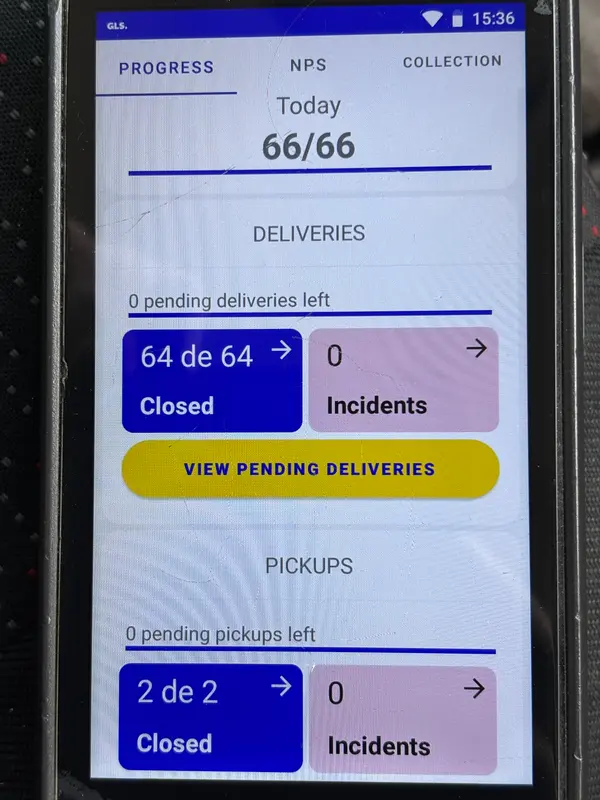 GLS. 15:36
PROGRESS NPS COLLECTION
Today
66/66
DELIVERIES
0 pending deliveries left
64 de 64 0
Closed Incidents
VIEW PENDING DELIVERIES
PICKUPS
0 pending pickups left
2 de 2 0
Closed Incidents